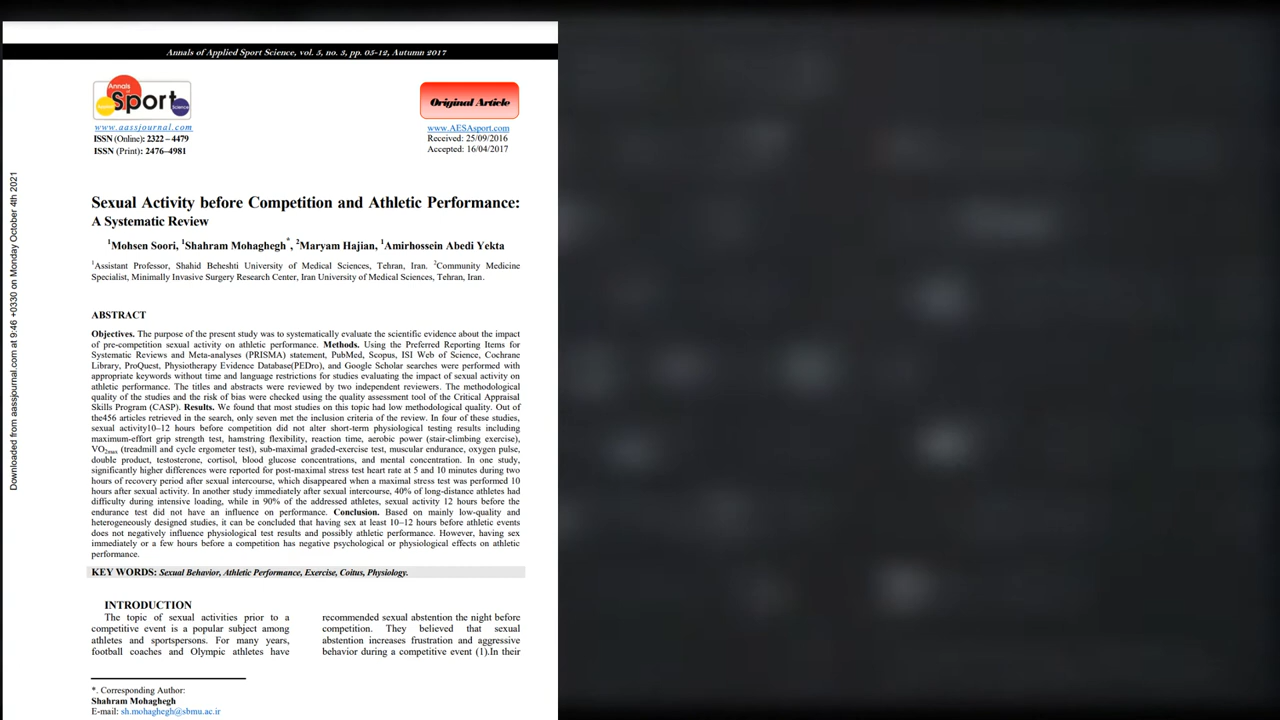 Annals of Applied Sport Science, vol. 5, no. 3, pp. 05-12, Autumn 2017
Annals of
Applied Sport Science
www.aassjournal.com
ISSN (Online): 2322 – 4479
ISSN (Print): 2476–4981
Original Article
www.AESAsport.com
Received: 25/09/2016
Accepted: 16/04/2017
Downloaded from aassjournal.com at 9:46 +0330 on Monday October 4th 2021
Sexual Activity before Competition and Athletic Performance:
A Systematic Review
1Mohsen Soori, 1Shahram Mohaghegh*, 2Maryam Hajian, 1Amirhossein Abedi Yekta
1Assistant Professor, Shahid Beheshti University of Medical Sciences, Tehran, Iran. 2Community Medicine
Specialist, Minimally Invasive Surgery Research Center, Iran University of Medical Sciences, Tehran, Iran.
ABSTRACT
Objectives. The purpose of the present study was to systematically evaluate the scientific evidence about the impact
of pre-competition sexual activity on athletic performance. Methods. Using the Preferred Reporting Items for
Systematic Reviews and Meta-analyses (PRISMA) statement, PubMed, Scopus, ISI Web of Science, Cochrane
Library, ProQuest, Physiotherapy Evidence Database(PEDro), and Google Scholar searches were performed with
appropriate keywords without time and language restrictions for studies evaluating the impact of sexual activity on
athletic performance. The titles and abstracts were reviewed by two independent reviewers. The methodological
quality of the studies and the risk of bias were checked using the quality assessment tool of the Critical Appraisal
Skills Program (CASP). Results. We found that most studies on this topic had low methodological quality. Out of
the456 articles retrieved in the search, only seven met the inclusion criteria of the review. In four of these studies,
sexual activity10–12 hours before competition did not alter short-term physiological testing results including
maximum-effort grip strength test, hamstring flexibility, reaction time, aerobic power (stair-climbing exercise),
VO2max (treadmill and cycle ergometer test), sub-maximal graded-exercise test, muscular endurance, oxygen pulse,
double product, testosterone, cortisol, blood glucose concentrations, and mental concentration. In one study,
significantly higher differences were reported for post-maximal stress test heart rate at 5 and 10 minutes during two
hours of recovery period after sexual intercourse, which disappeared when a maximal stress test was performed 10
hours after sexual activity. In another study immediately after sexual intercourse, 40% of long-distance athletes had
difficulty during intensive loading, while in 90% of the addressed athletes, sexual activity 12 hours before the
endurance test did not have an influence on performance. Conclusion. Based on mainly low-quality and
heterogeneously designed studies, it can be concluded that having sex at least 10–12 hours before athletic events
does not negatively influence physiological test results and possibly athletic performance. However, having sex
immediately or a few hours before a competition has negative psychological or physiological effects on athletic
performance.
KEY WORDS: Sexual Behavior, Athletic Performance, Exercise, Coitus, Physiology.
INTRODUCTION
The topic of sexual activities prior to a
competitive event is a popular subject among
athletes and sportspersons. For many years,
football coaches and Olympic athletes have
recommended sexual abstention the night before
competition. They believed that sexual
abstention increases frustration and aggressive
behavior during a competitive event (1).In their
*. Corresponding Author:
Shahram Mohaghegh
E-mail: sh.mohaghegh@sbmu.ac.ir